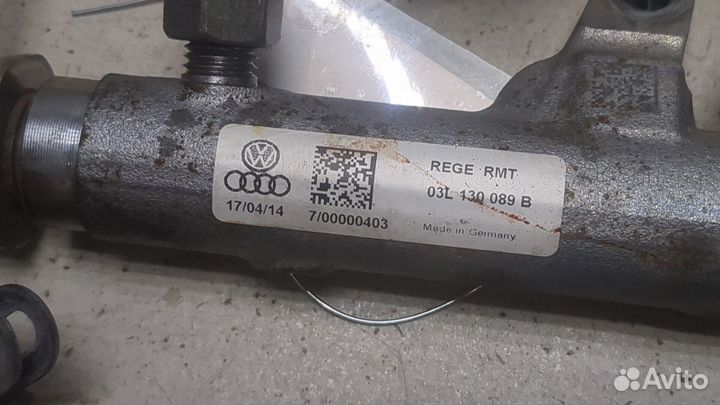 REGE RMT
03L 130 089 B
17/04/14
7/00000403
Made in Germany
Avito